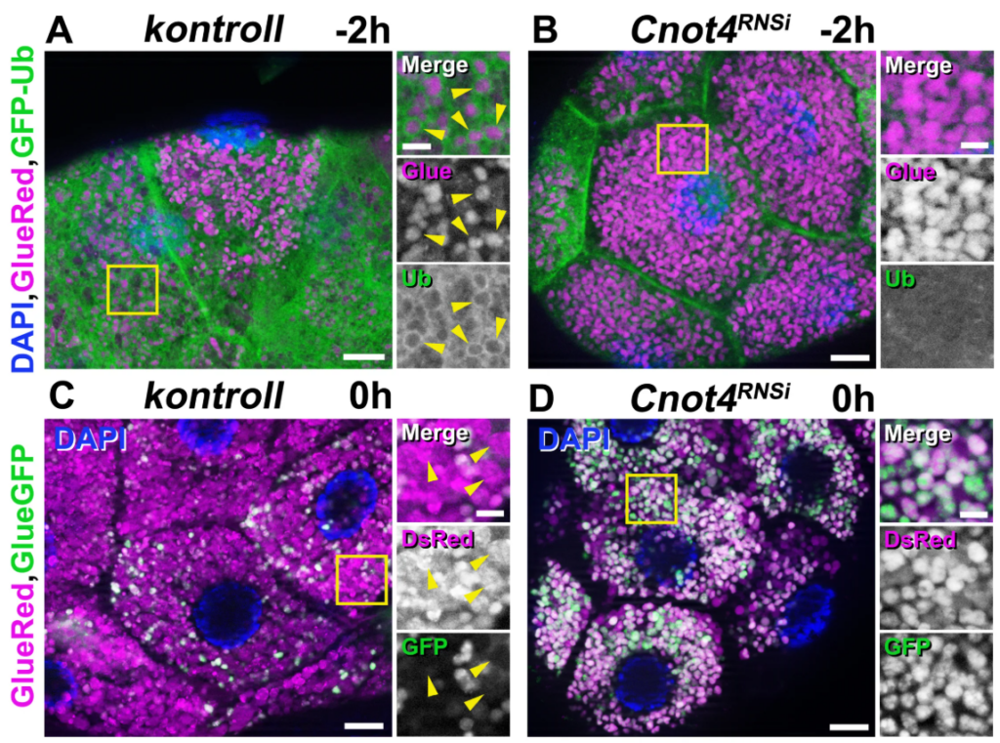 A kontroll -2h
DAPI, GlueRed, GFP-Ub
Merge
Glue
Ub
B Cnot4RNSi -2h
Merge
Glue
Ub
C kontroll 0h
GlueRed, GlueGFP
DAPI
Merge
DsRed
GFP
D Cnot4RNSi 0h
DAPI
Merge
DsRed
GFP